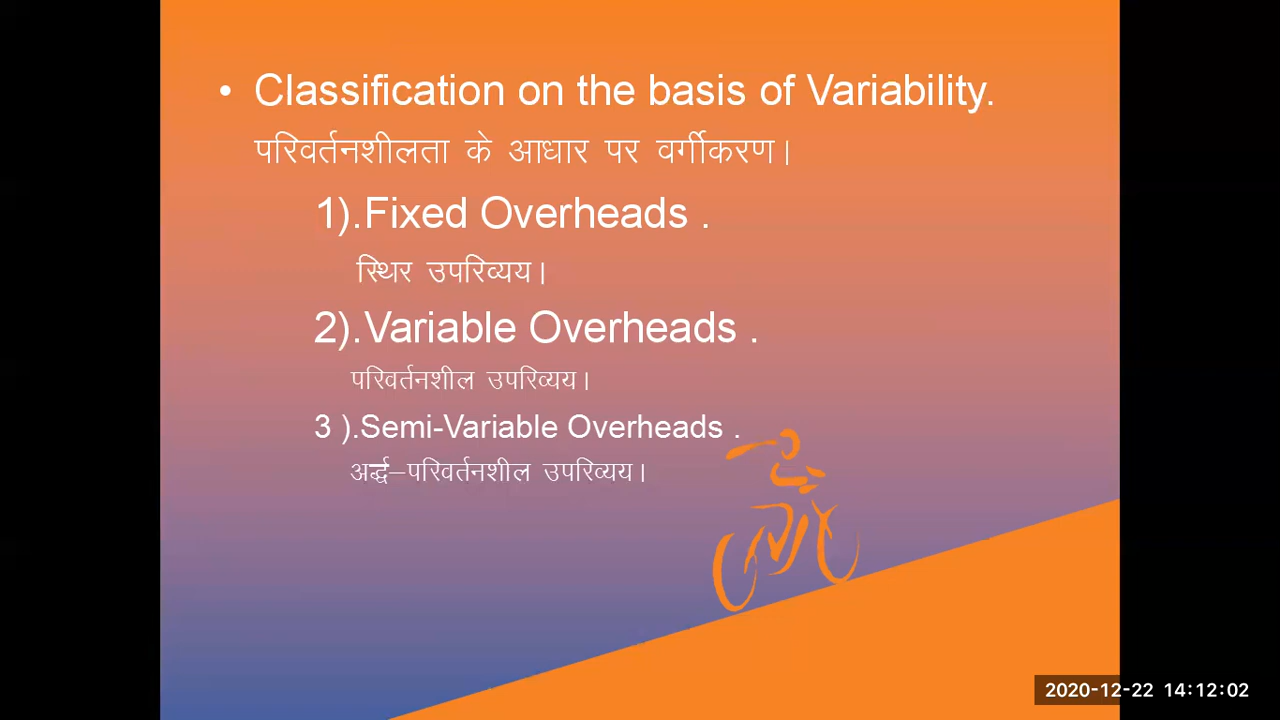 • Classification on the basis of Variability.
परिवर्तनशीलता के आधार पर वर्गीकरण।
1).Fixed Overheads .
स्थिर उपरिव्यय।
2).Variable Overheads .
परिवर्तनशील उपरिव्यय।
3 ).Semi-Variable Overheads .
अर्द्ध–परिवर्तनशील उपरिव्यय।
2020-12-22 14:12:02